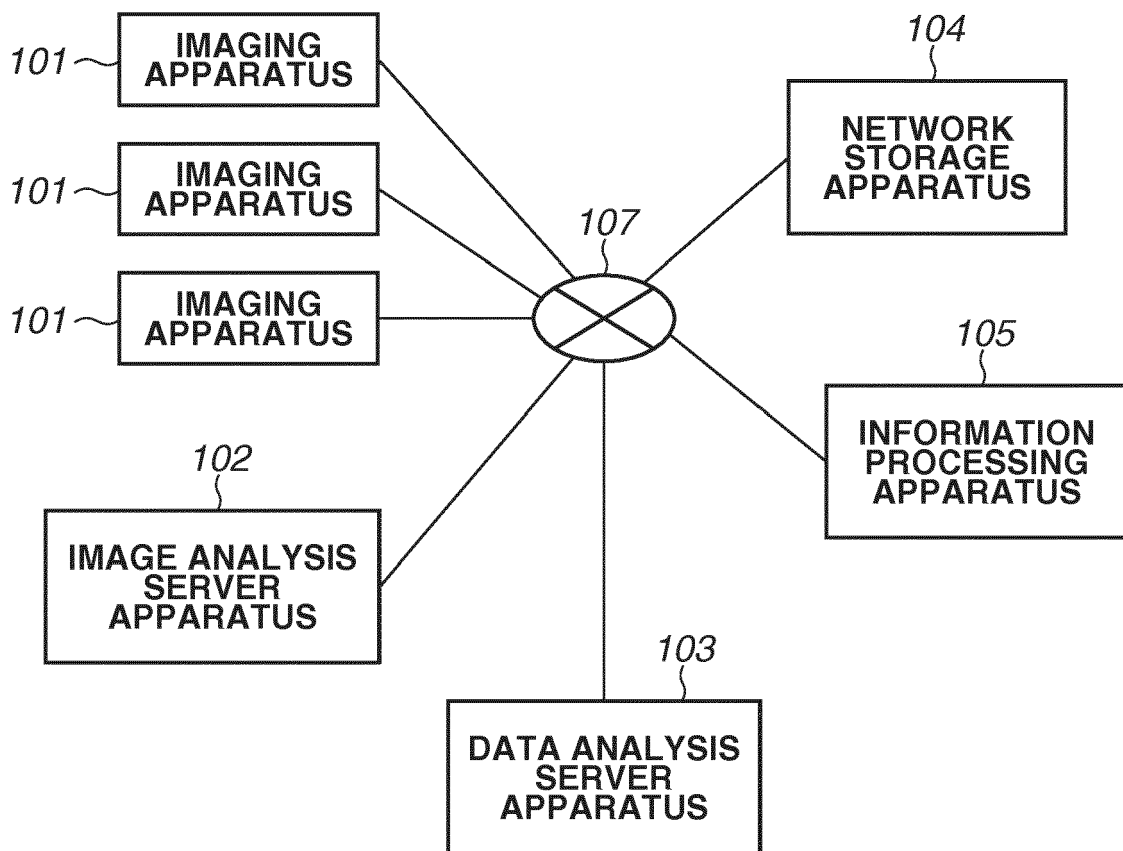 101
IMAGING
APPARATUS
101
IMAGING
APPARATUS
101
IMAGING
APPARATUS
104
NETWORK
STORAGE
APPARATUS
107
105
INFORMATION
PROCESSING
APPARATUS
102
IMAGE ANALYSIS
SERVER
APPARATUS
103
DATA ANALYSIS
SERVER
APPARATUS